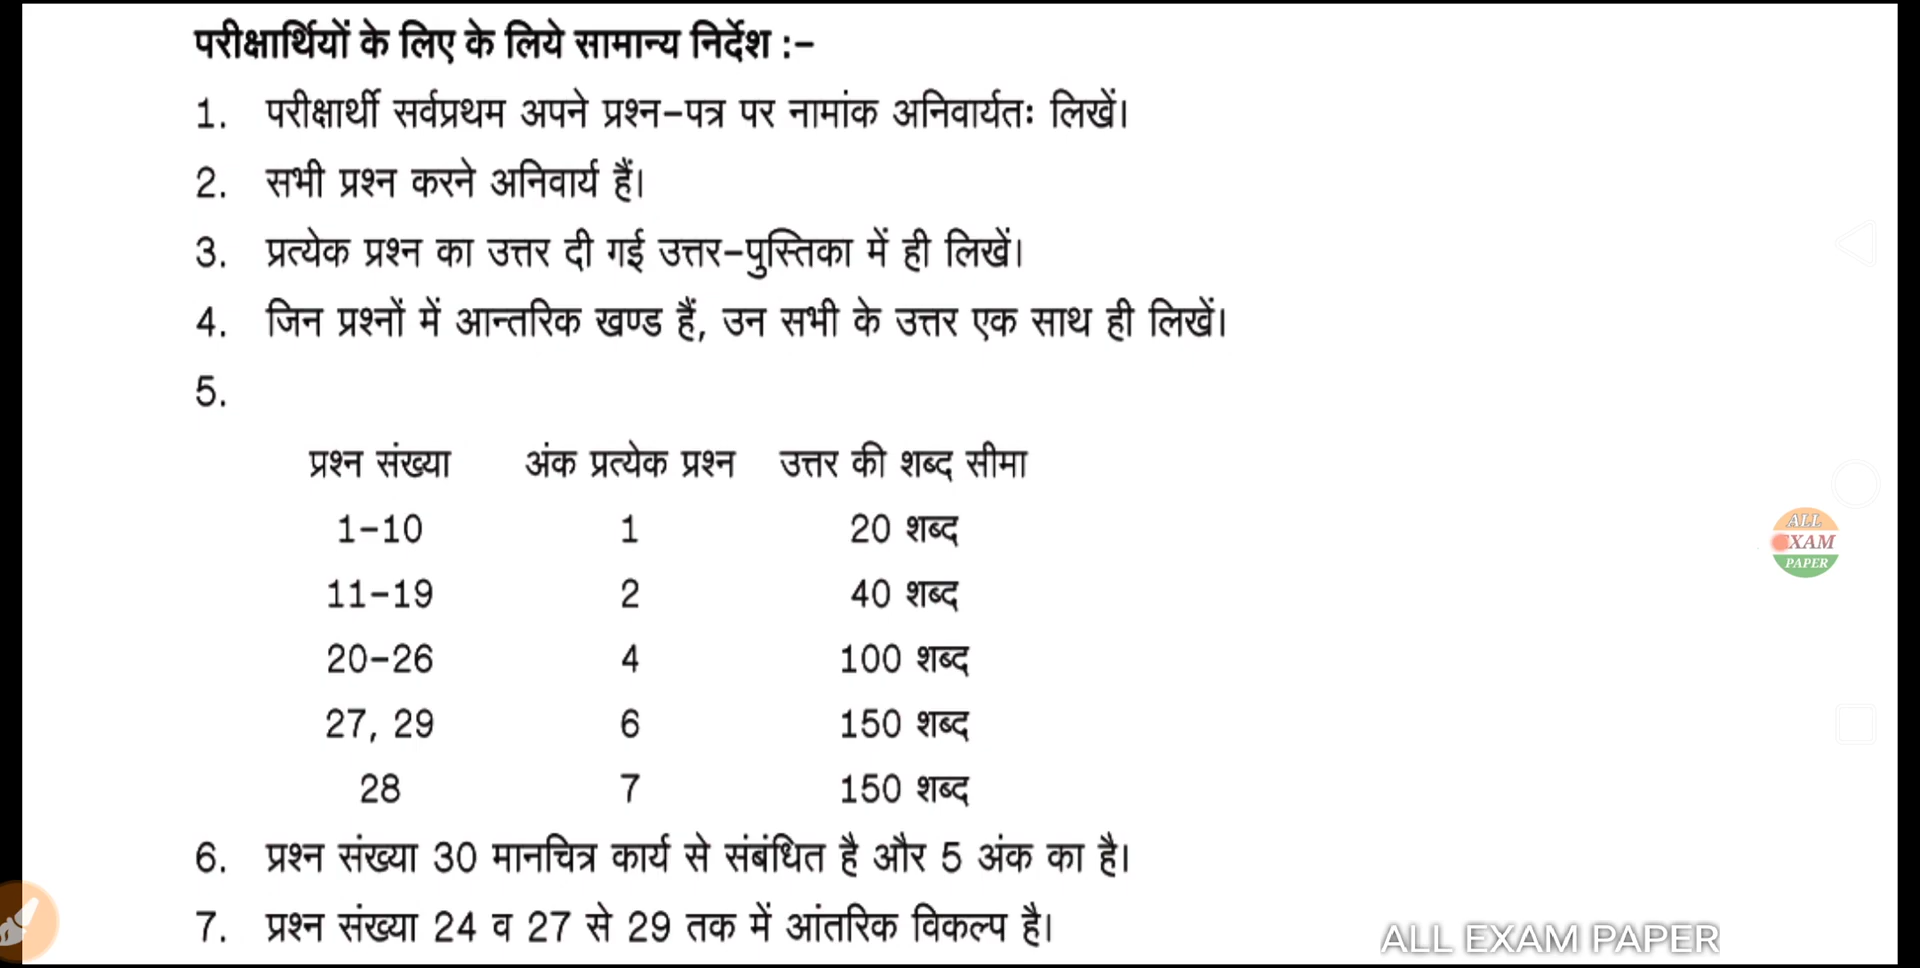 परीक्षार्थियों के लिए के लिये सामान्य निर्देश :-
1. परीक्षार्थी सर्वप्रथम अपने प्रश्न-पत्र पर नामांक अनिवार्यतः लिखें।
2. सभी प्रश्न करने अनिवार्य हैं।
3. प्रत्येक प्रश्न का उत्तर दी गई उत्तर-पुस्तिका में ही लिखें।
4. जिन प्रश्नों में आन्तरिक खण्ड हैं, उन सभी के उत्तर एक साथ ही लिखें।
5.
प्रश्न संख्या अंक प्रत्येक प्रश्न उत्तर की शब्द सीमा
1-10 1 20 शब्द
11-19 2 40 शब्द
20-26 4 100 शब्द
27, 29 6 150 शब्द
28 7 150 शब्द
6. प्रश्न संख्या 30 मानचित्र कार्य से संबंधित है और 5 अंक का है।
7. प्रश्न संख्या 24 व 27 से 29 तक में आंतरिक विकल्प है।
ALL
EXAM
PAPER
ALL EXAM PAPER